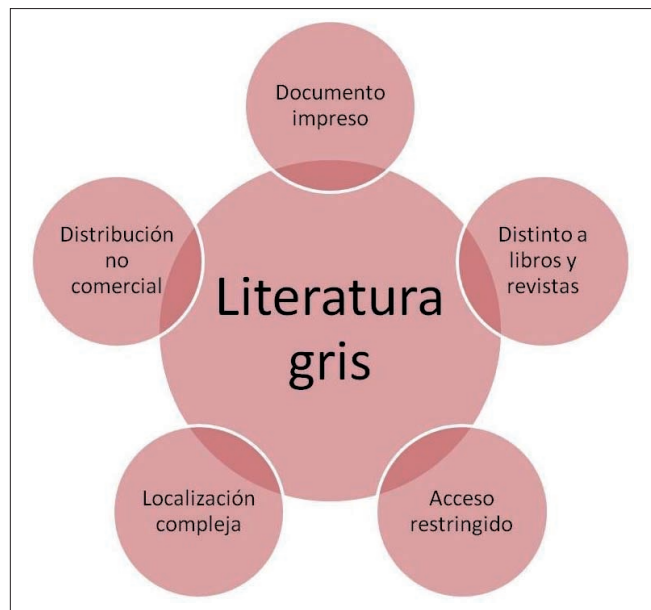 Documento
impreso
Distribución
no
comercial
Distinto a
libros y
revistas
Literatura
gris
Localización
compleja
Acceso
restringido